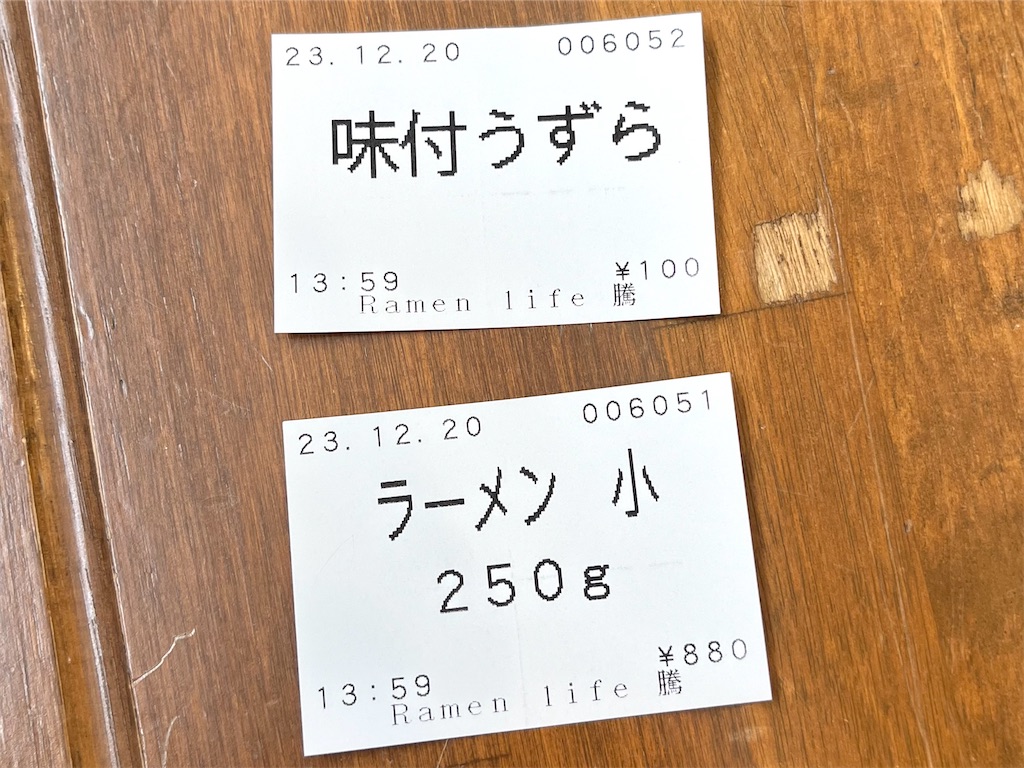 23.12.20 006052
味付うずら
13:59 ¥100
Ramen life 騰
23.12.20 006051
ラーメン 小
250g
13:59 ¥880
Ramen life 騰